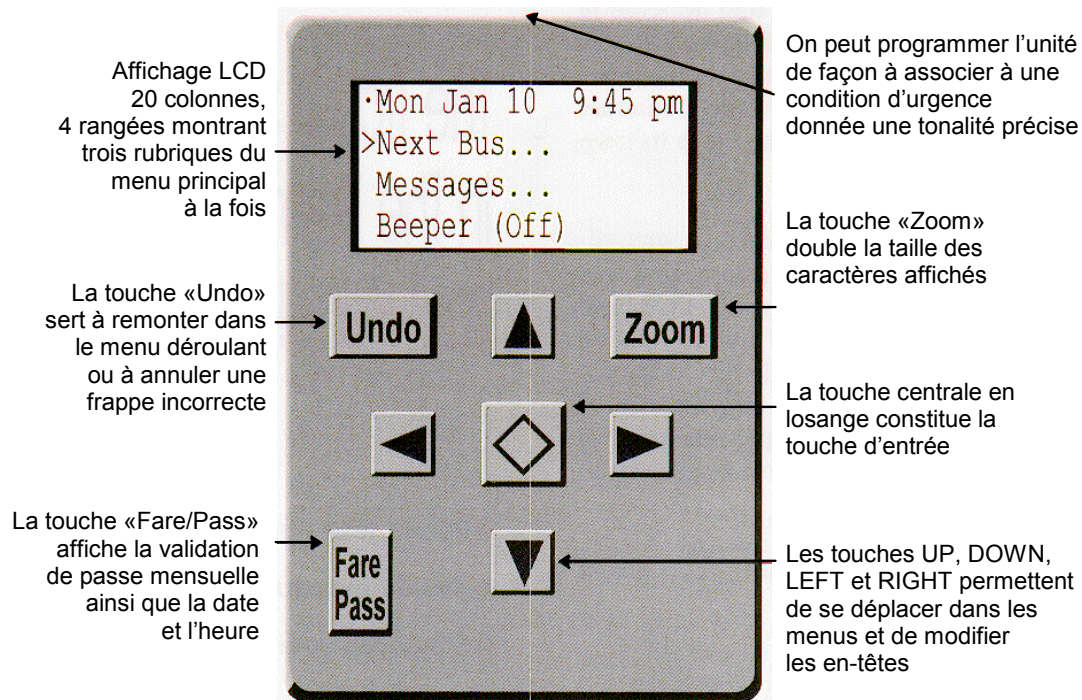 Affichage LCD
20 colonnes,
4 rangées montrant
trois rubriques du
menu principal
à la fois
La touche «Undo»
sert à remonter dans
le menu déroulant
ou à annuler une
frappe incorrecte
La touche «Fare/Pass»
affiche la validation
de passe mensuelle
ainsi que la date
et l’heure
·Mon Jan 10 9:45 pm
>Next Bus...
Messages...
Beeper (Off)
Undo
Zoom
Fare
Pass
On peut programmer l’unité
de façon à associer à une
condition d’urgence
donnée une tonalité précise
La touche «Zoom»
double la taille des
caractères affichés
La touche centrale en
losange constitue la
touche d’entrée
Les touches UP, DOWN,
LEFT et RIGHT permettent
de se déplacer dans les
menus et de modifier
les en-têtes